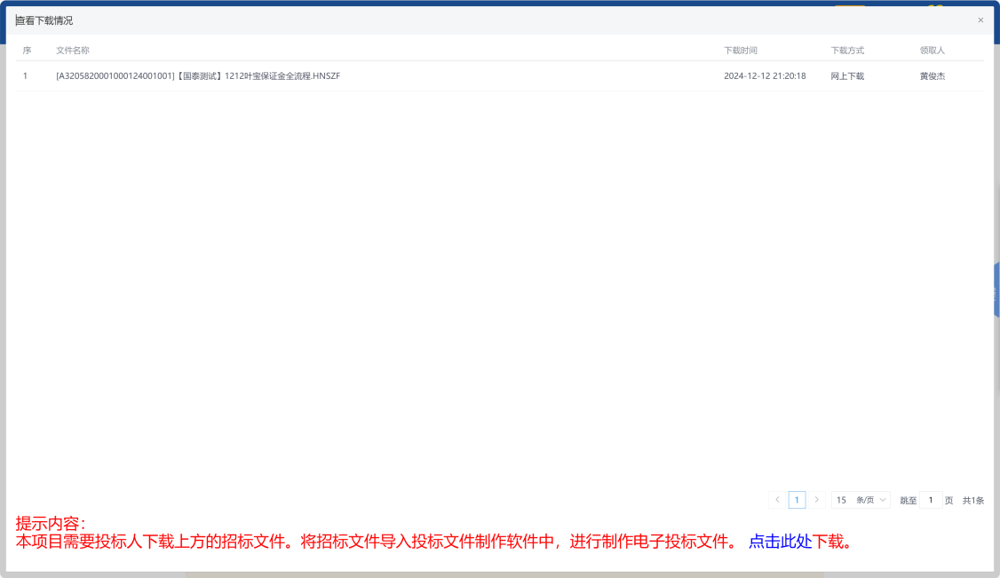 查看下载情况
×
序 文件名称 下载时间 下载方式 领取人
1 [A3205820001000124001001]【国泰测试】1212叶宝保证金全流程.HNSZF 2024-12-12 21:20:18 网上下载 黄俊杰
1 15 条/页 跳至 1 页 共1条
提示内容：
本项目需要投标人下载上方的招标文件。将招标文件导入投标文件制作软件中，进行制作电子投标文件。 点击此处下载。